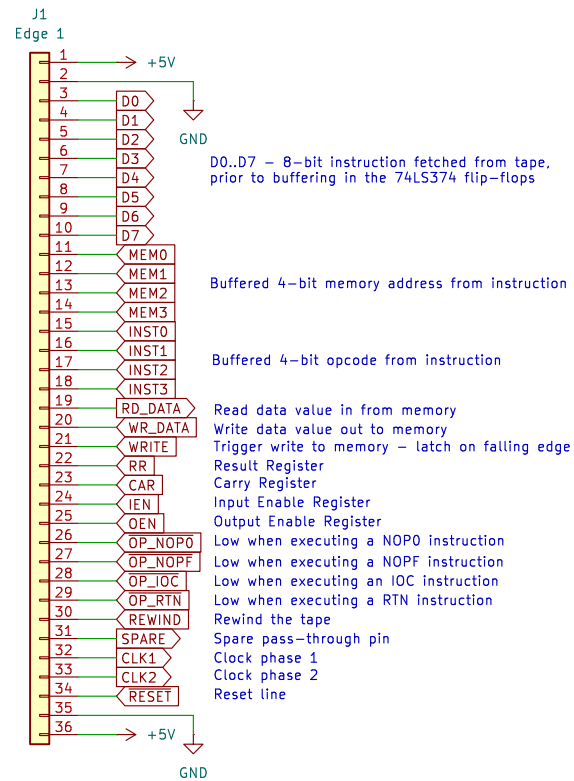 J1
Edge 1
1 +5V
2
GND
3 D0
4 D1
5 D2
6 D3
7 D4
8 D5
9 D6
10 D7
D0..D7 – 8–bit instruction fetched from tape,
prior to buffering in the 74LS374 flip–flops
11 MEM0
12 MEM1
13 MEM2
14 MEM3
Buffered 4–bit memory address from instruction
15 INST0
16 INST1
17 INST2
18 INST3
Buffered 4–bit opcode from instruction
19 RD_DATA Read data value in from memory
20 WR_DATA Write data value out to memory
21 WRITE Trigger write to memory – latch on falling edge
22 RR Result Register
23 CAR Carry Register
24 IEN Input Enable Register
25 OEN Output Enable Register
26 OP_NOP0 Low when executing a NOP0 instruction
27 OP_NOPF Low when executing a NOPF instruction
28 OP_IOC Low when executing an IOC instruction
29 OP_RTN Low when executing a RTN instruction
30 REWIND Rewind the tape
31 SPARE Spare pass–through pin
32 CLK1 Clock phase 1
33 CLK2 Clock phase 2
34 RESET Reset line
35
36 +5V
GND